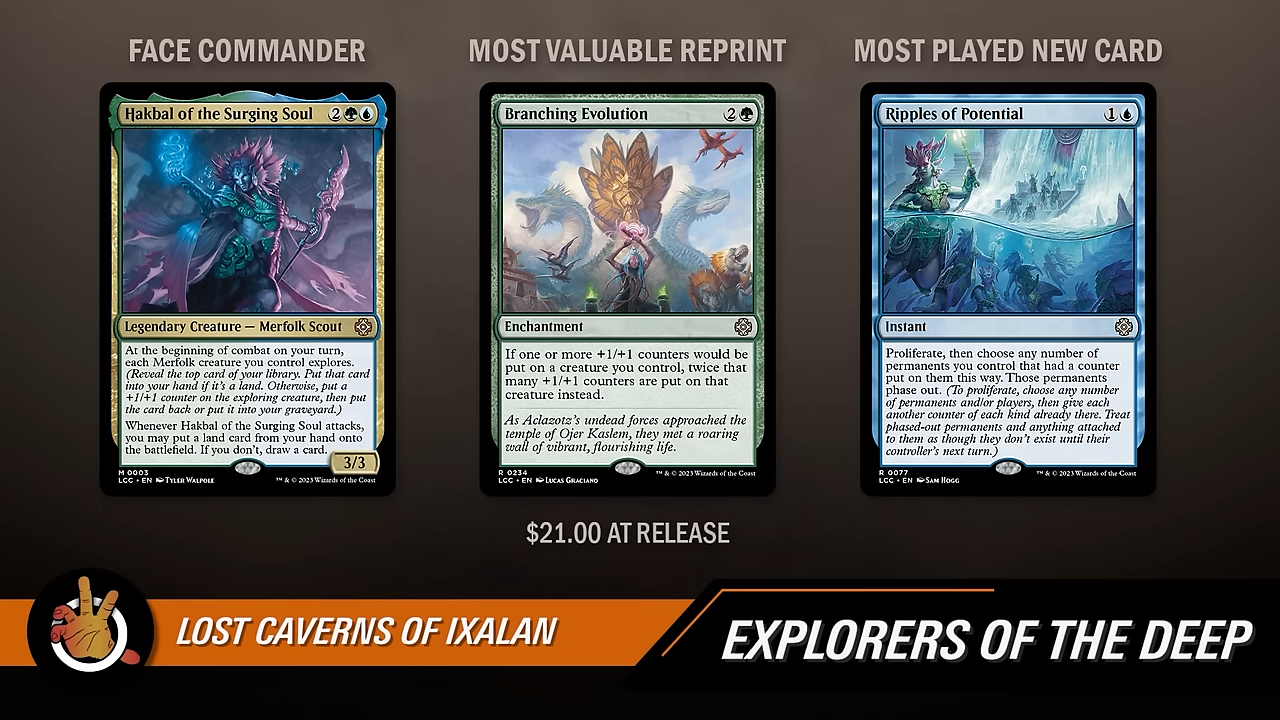 FACE COMMANDER
Hakbal of the Surging Soul 2
Legendary Creature — Merfolk Scout
At the beginning of combat on your turn,
each Merfolk creature you control explores.
(Reveal the top card of your library. Put that card
into your hand if it's a land. Otherwise, put a
+1/+1 counter on the exploring creature, then put
the card back or put it into your graveyard.)
Whenever Hakbal of the Surging Soul attacks,
you may put a land card from your hand onto
the battlefield. If you don't, draw a card.
3/3
M 0003
LCC • EN Tyler Walpole
™ & © 2023 Wizards of the Coast
MOST VALUABLE REPRINT
Branching Evolution 2
Enchantment
If one or more +1/+1 counters would be
put on a creature you control, twice that
many +1/+1 counters are put on that
creature instead.
As Aclazotz's undead forces approached the
temple of Ojer Kaslem, they met a roaring
wall of vibrant, flourishing life.
R 0234
LCC • EN Lucas Graciano
™ & © 2023 Wizards of the Coast
$21.00 AT RELEASE
MOST PLAYED NEW CARD
Ripples of Potential 1
Instant
Proliferate, then choose any number of
permanents you control that had a counter
put on them this way. Those permanents
phase out. (To proliferate, choose any number
of permanents and/or players, then give each
another counter of each kind already there. Treat
phased-out permanents and anything attached
to them as though they don't exist until their
controller's next turn.)
R 0077
LCC • EN Sam Hogg
™ & © 2023 Wizards of the Coast
LOST CAVERNS OF IXALAN
EXPLORERS OF THE DEEP